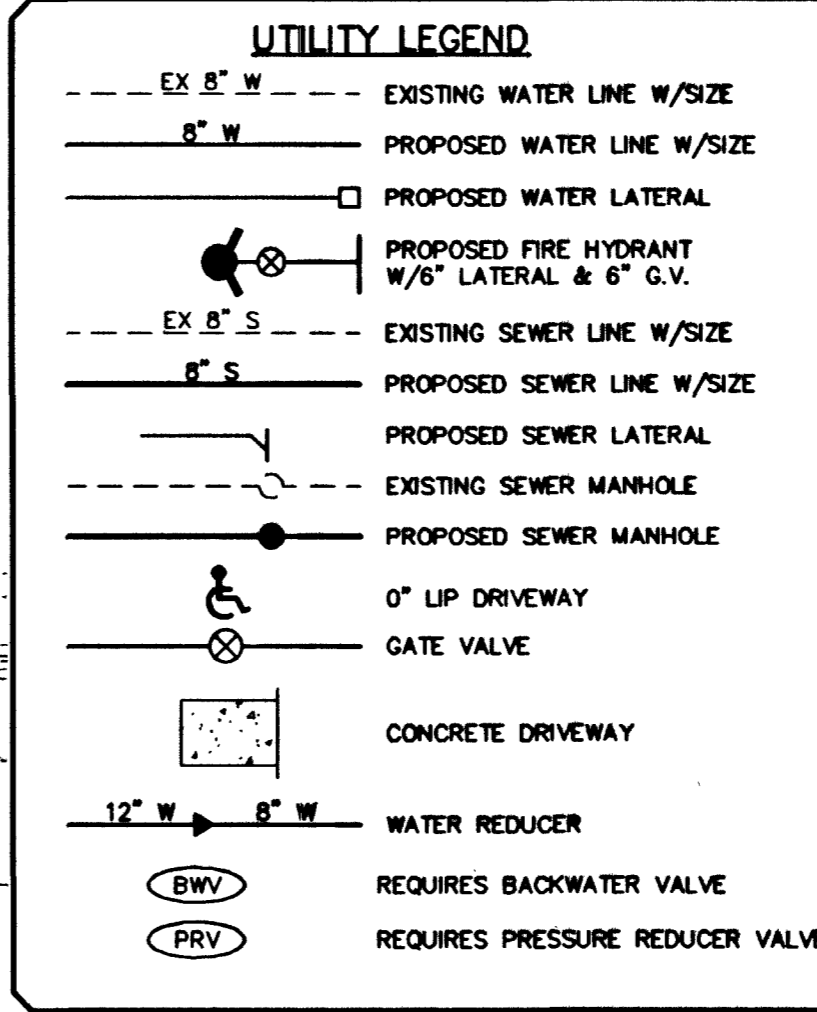 UTILITY LEGEND
EX 8" W EXISTING WATER LINE W/SIZE
8" W PROPOSED WATER LINE W/SIZE
PROPOSED WATER LATERAL
PROPOSED FIRE HYDRANT
W/6" LATERAL & 6" G.V.
EX 8" S EXISTING SEWER LINE W/SIZE
8" S PROPOSED SEWER LINE W/SIZE
PROPOSED SEWER LATERAL
EXISTING SEWER MANHOLE
PROPOSED SEWER MANHOLE
0" LIP DRIVEWAY
GATE VALVE
CONCRETE DRIVEWAY
12" W 8" W WATER REDUCER
BWV REQUIRES BACKWATER VALVE
PRV REQUIRES PRESSURE REDUCER VALVE